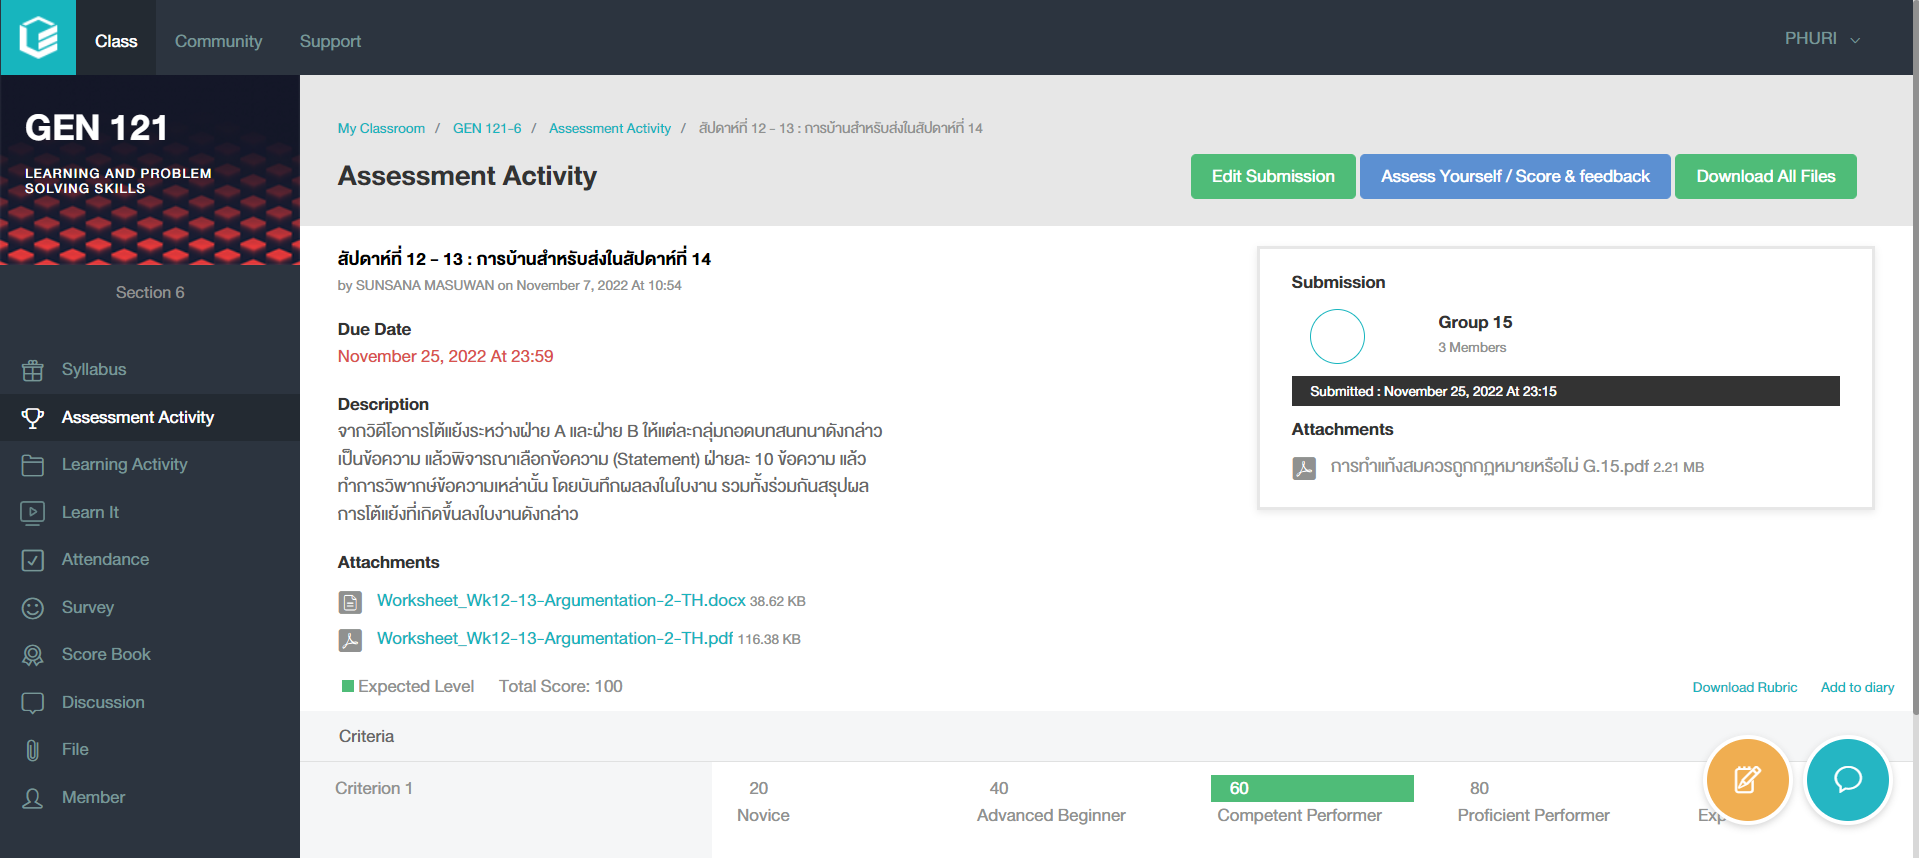 Class
Community
Support
PHURI
GEN 121
LEARNING AND PROBLEM
SOLVING SKILLS
Section 6
Syllabus
Assessment Activity
Learning Activity
Learn It
Attendance
Survey
Score Book
Discussion
File
Member
My Classroom / GEN 121-6 / Assessment Activity / สัปดาห์ที่ 12 - 13 : การบ้านสำหรับส่งในสัปดาห์ที่ 14
Assessment Activity
Edit Submission
Assess Yourself / Score & feedback
Download All Files
สัปดาห์ที่ 12 - 13 : การบ้านสำหรับส่งในสัปดาห์ที่ 14
by SUNSANA MASUWAN on November 7, 2022 At 10:54
Due Date
November 25, 2022 At 23:59
Description
จากวิดีโอการโต้แย้งระหว่างฝ่าย A และฝ่าย B ให้แต่ละกลุ่มถอดบทสนทนาดังกล่าว
เป็นข้อความ แล้วพิจารณาเลือกข้อความ (Statement) ฝ่ายละ 10 ข้อความ แล้ว
ทำการวิพากษ์ข้อความเหล่านั้น โดยบันทึกผลลงในใบงาน รวมทั้งร่วมกันสรุปผล
การโต้แย้งที่เกิดขึ้นลงใบงานดังกล่าว
Attachments
Worksheet_Wk12-13-Argumentation-2-TH.docx 38.62 KB
Worksheet_Wk12-13-Argumentation-2-TH.pdf 116.38 KB
Submission
Group 15
3 Members
Submitted : November 25, 2022 At 23:15
Attachments
การทำแท้งสมควรถูกกฎหมายหรือไม่ G.15.pdf 2.21 MB
Expected Level
Total Score: 100
Download Rubric
Add to diary
Criteria
Criterion 1
20
Novice
40
Advanced Beginner
60
Competent Performer
80
Proficient Performer